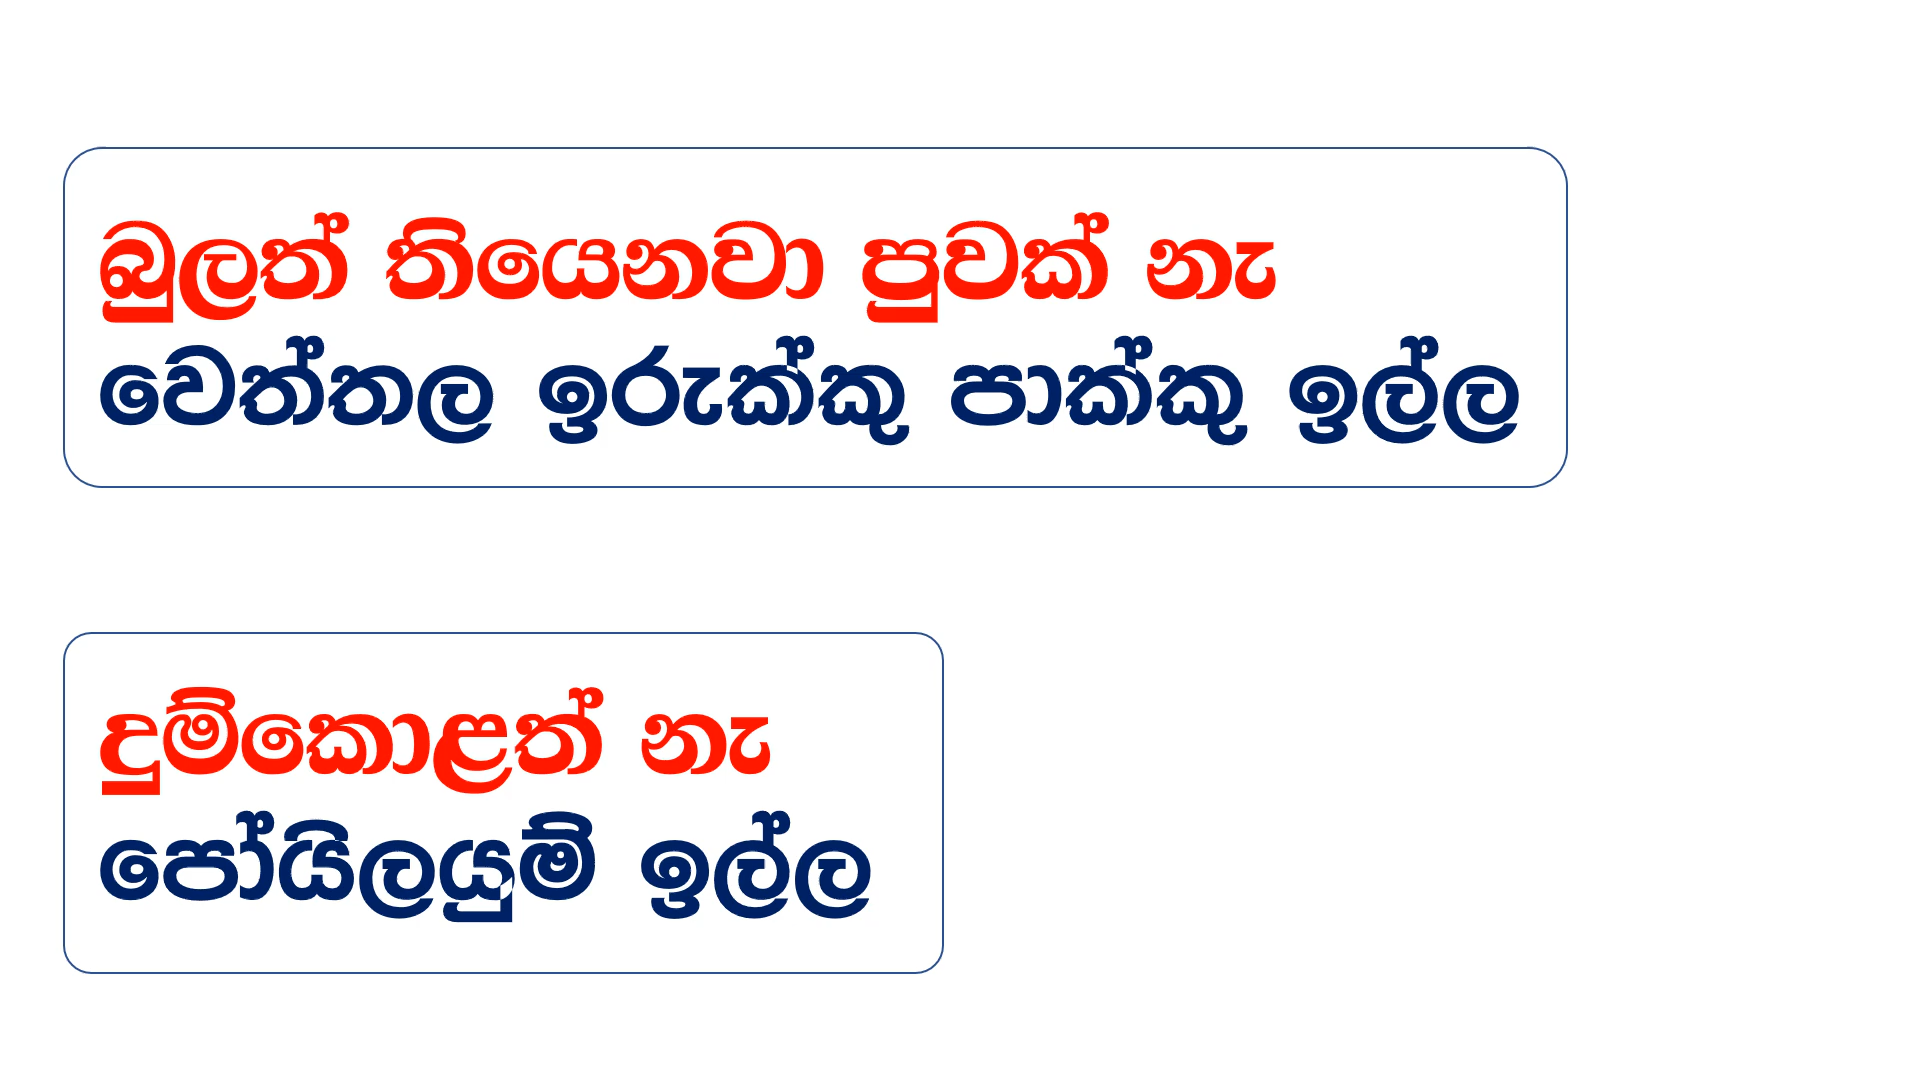 බුලත් තියෙනවා පුවක් නැ
වෙත්තල ඉරුක්කු පාක්කු ඉල්ල
දුම්කොළත් නැ
පෝයිලයුම් ඉල්ල